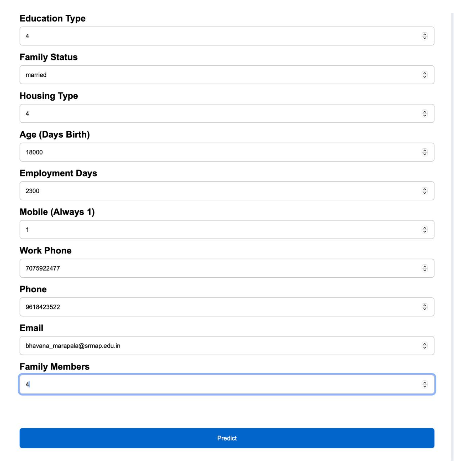 Education Type
4
Family Status
married
Housing Type
4
Age (Days Birth)
18000
Employment Days
2300
Mobile (Always 1)
1
Work Phone
7075922477
Phone
9618423522
Email
bhavana_marapale@srmap.edu.in
Family Members
4
Predict